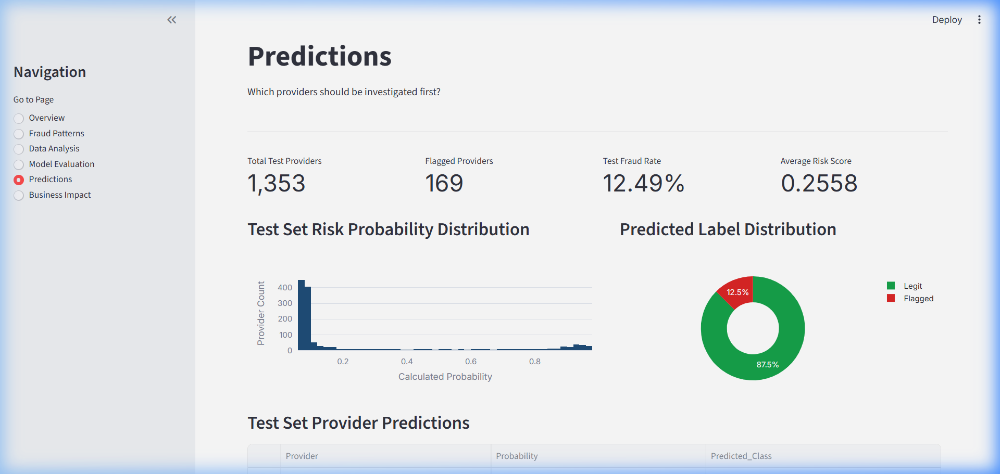 Deploy
Navigation
Go to Page
Overview
Fraud Patterns
Data Analysis
Model Evaluation
Predictions
Business Impact
Predictions
Which providers should be investigated first?
Total Test Providers
1,353
Flagged Providers
169
Test Fraud Rate
12.49%
Average Risk Score
0.2558
Test Set Risk Probability Distribution
Provider Count
400
300
200
100
0
0.2 0.4 0.6 0.8
Calculated Probability
Predicted Label Distribution
12.5%
87.5%
Legit
Flagged
Test Set Provider Predictions
Provider Probability Predicted_Class